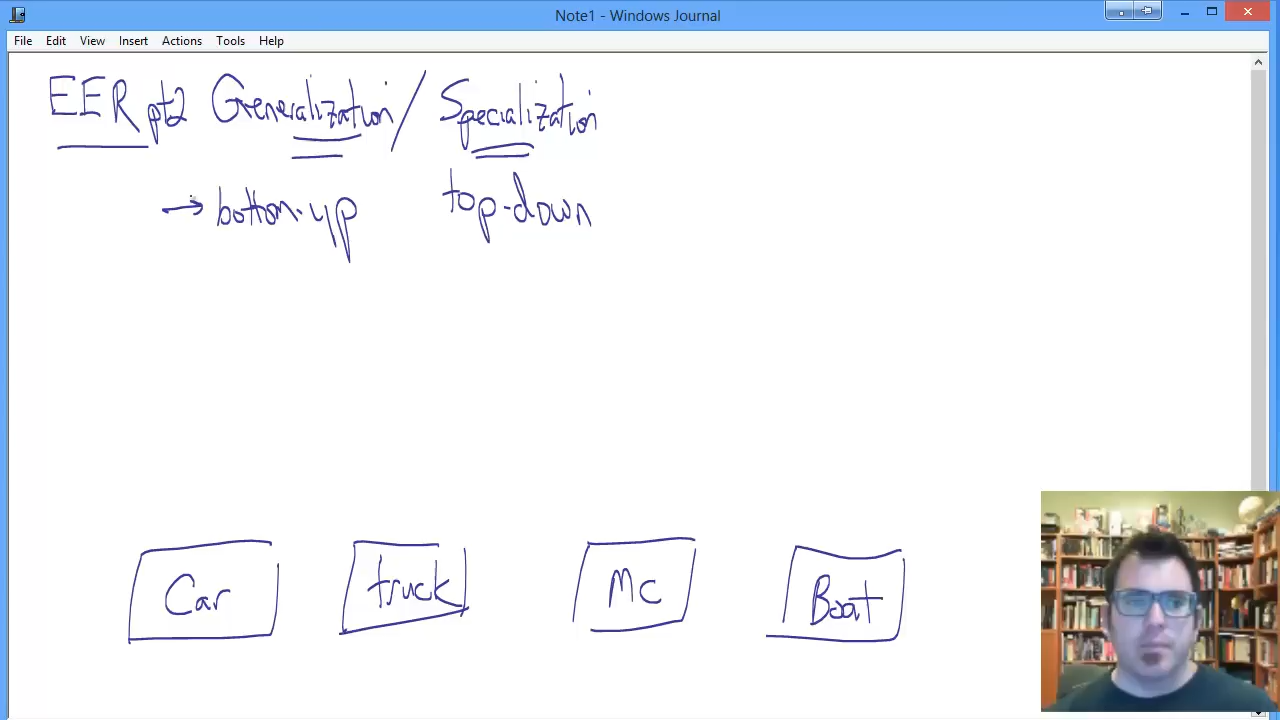 Note1 - Windows Journal
File Edit View Insert Actions Tools Help
EER pt2 Generalization/ Specialization
→ bottom-up top-down
Car truck Mc Boat